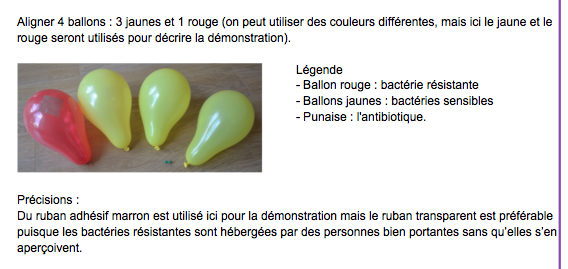 Aligner 4 ballons : 3 jaunes et 1 rouge (on peut utiliser des couleurs différentes, mais ici le jaune et le
rouge seront utilisés pour décrire la démonstration).
Légende
- Ballon rouge : bactérie résistante
- Ballons jaunes : bactéries sensibles
- Punaise : l'antibiotique.
Précisions :
Du ruban adhésif marron est utilisé ici pour la démonstration mais le ruban transparent est préférable
puisque les bactéries résistantes sont hébergées par des personnes bien portantes sans qu'elles s'en
aperçoivent.